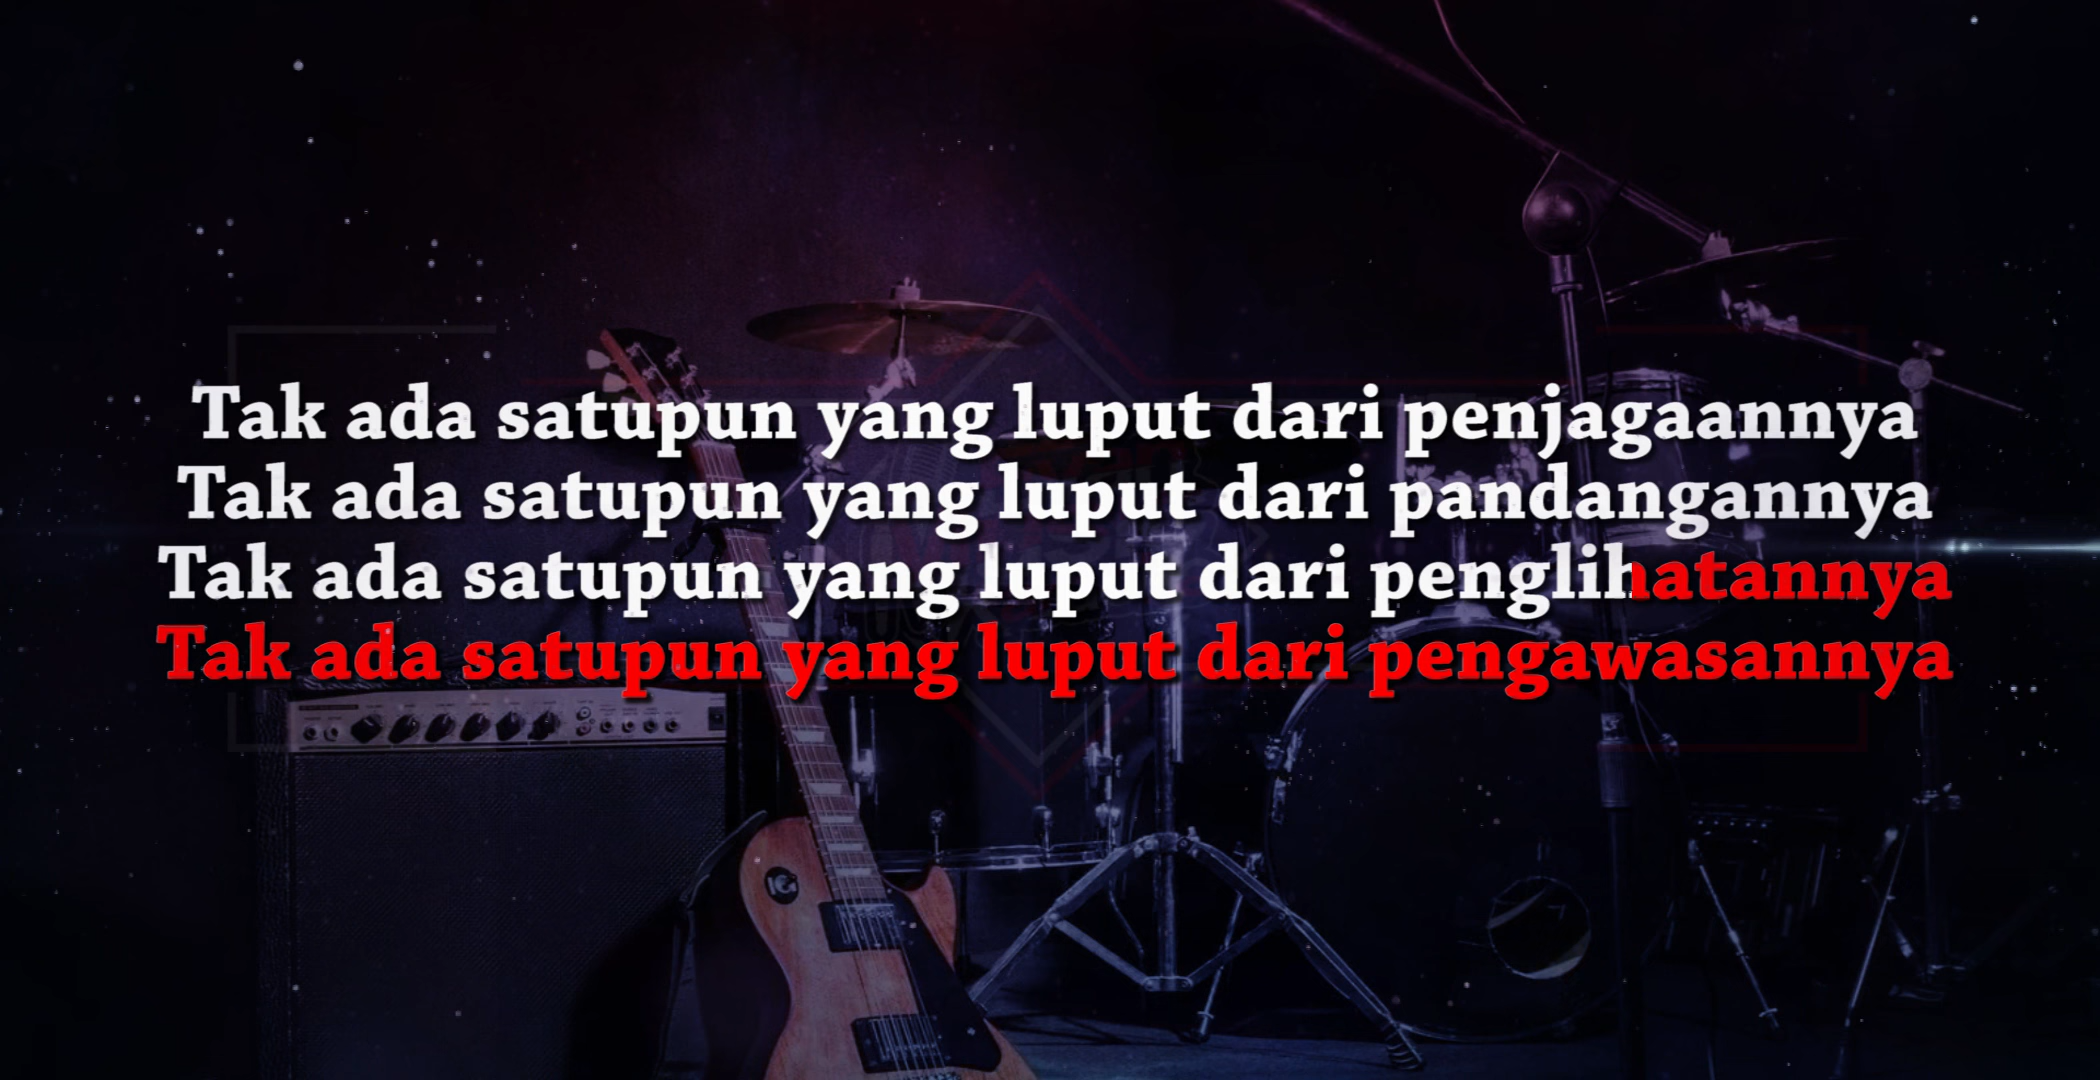 Tak ada satupun yang luput dari penjagaannya
Tak ada satupun yang luput dari pandangannya
Tak ada satupun yang luput dari penglihatannya
Tak ada satupun yang luput dari pengawasannya